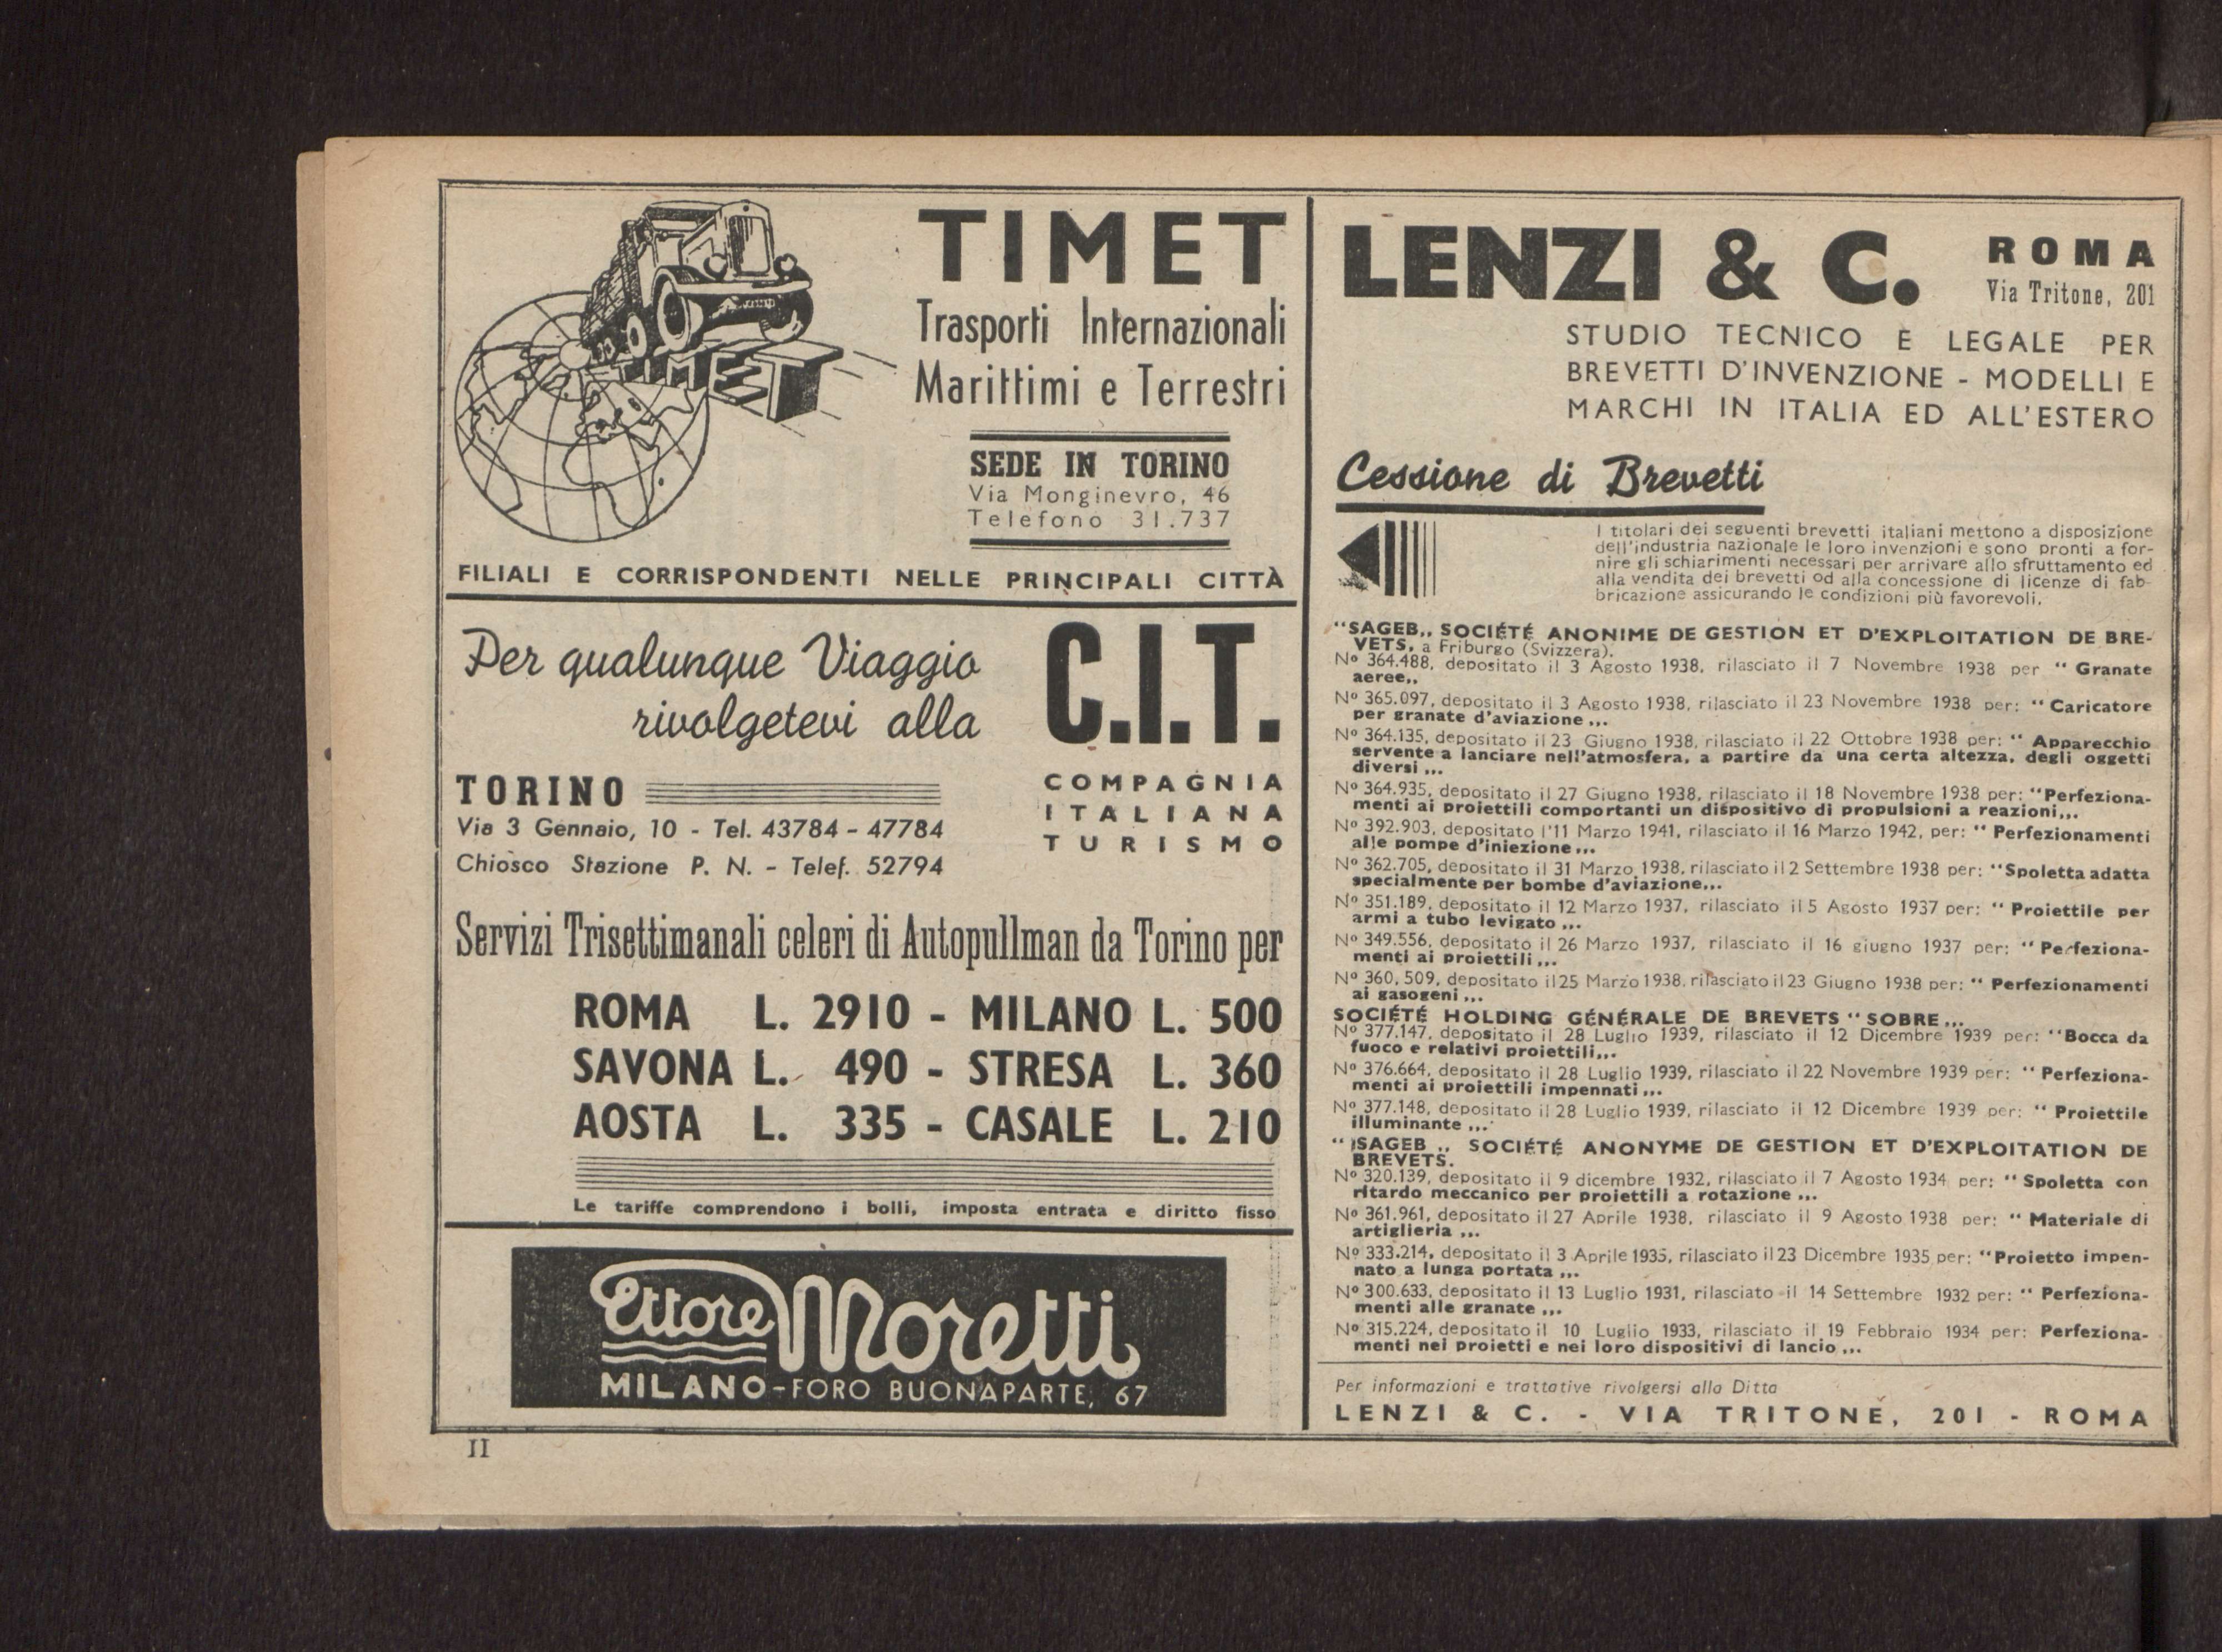 TIMET
Trasporti Internazionali
Marittimi e Terrestri
TIMET
SEDE IN TORINO
Via Monginevro, 46
Telefono 31.737
FILIALI E CORRISPONDENTI NELLE PRINCIPALI CITTÀ
Per qualunque Viaggio
rivolgetevi alla
C.I.T.
COMPAGNIA
ITALIANA
TURISMO
TORINO
Via 3 Gennaio, 10 - Tel. 43784 - 47784
Chiosco Stazione P. N. - Telef. 52794
Servizi Trisettimanali celeri di Autopullman da Torino per
ROMA L. 2910 - MILANO L. 500
SAVONA L. 490 - STRESA L. 360
AOSTA L. 335 - CASALE L. 210
Le tariffe comprendono i bolli, imposta entrata e diritto fisso
Ettore Moretti
MILANO - FORO BUONAPARTE, 67
II
LENZI & C.
ROMA
Via Tritone, 201
STUDIO TECNICO E LEGALE PER
BREVETTI D'INVENZIONE - MODELLI E
MARCHI IN ITALIA ED ALL'ESTERO
Cessione di Brevetti
I titolari dei seguenti brevetti italiani mettono a disposizione
dell'industria nazionale le loro invenzioni e sono pronti a for-
nire gli schiarimenti necessari per arrivare allo sfruttamento ed
alla vendita dei brevetti od alla concessione di licenze di fab-
bricazione assicurando le condizioni più favorevoli.
"SAGEB,, SOCIÉTÉ ANONIME DE GESTION ET D'EXPLOITATION DE BRE-
VETS, a Friburgo (Svizzera).
Nº 364.488, depositato il 3 Agosto 1938, rilasciato il 7 Novembre 1938 per " Granate
aeree,,
Nº 365.097, depositato il 3 Agosto 1938, rilasciato il 23 Novembre 1938 per: " Caricatore
per granate d'aviazione ,,.
Nº 364.135, depositato il 23 Giugno 1938, rilasciato il 22 Ottobre 1938 per: " Apparecchio
servente a lanciare nell'atmosfera, a partire da una certa altezza, degli oggetti
diversi ,,.
Nº 364.935, depositato il 27 Giugno 1938, rilasciato il 18 Novembre 1938 per: "Perfeziona-
menti ai proiettili comportanti un dispositivo di propulsioni a reazioni,,.
Nº 392.903, depositato l'11 Marzo 1941, rilasciato il 16 Marzo 1942, per: " Perfezionamenti
alle pompe d'iniezione ,,.
Nº 362.705, depositato il 31 Marzo 1938, rilasciato il 2 Settembre 1938 per: "Spoletta adatta
specialmente per bombe d'aviazione,,.
Nº 351.189, depositato il 12 Marzo 1937, rilasciato il 5 Agosto 1937 per: " Proiettile per
armi a tubo levigato ,,.
Nº 349.556, depositato il 26 Marzo 1937, rilasciato il 16 giugno 1937 per: " Perfeziona-
menti ai proiettili ,,.
Nº 360,509, depositato il 25 Marzo 1938, rilasciato il 23 Giugno 1938 per: " Perfezionamenti
ai gasogeni ,,.
SOCIÉTÉ HOLDING GÉNÉRALE DE BREVETS " SOBRE ,,.
Nº 377.147, depositato il 28 Luglio 1939, rilasciato il 12 Dicembre 1939 per: "Bocca da
fuoco e relativi proiettili,,.
Nº 376.664, depositato il 28 Luglio 1939, rilasciato il 22 Novembre 1939 per: " Perfeziona-
menti ai proiettili impennati ,,.
Nº 377.148, depositato il 28 Luglio 1939, rilasciato il 12 Dicembre 1939 per: " Proiettile
illuminante ,,.
" SAGEB ,, SOCIÉTÉ ANONYME DE GESTION ET D'EXPLOITATION DE
BREVETS.
Nº 320.139, depositato il 9 dicembre 1932, rilasciato il 7 Agosto 1934 per: " Spoletta con
ritardo meccanico per proiettili a rotazione ,,.
Nº 361.961, depositato il 27 Aprile 1938, rilasciato il 9 Agosto 1938 per: " Materiale di
artiglieria ,,.
Nº 333.214, depositato il 3 Aprile 1935, rilasciato il 23 Dicembre 1935 per: "Proietto impen-
nato a lunga portata ,,.
Nº 300.633, depositato il 13 Luglio 1931, rilasciato il 14 Settembre 1932 per: " Perfeziona-
menti alle granate ,,.
Nº 315.224, depositato il 10 Luglio 1933, rilasciato il 19 Febbraio 1934 per: Perfeziona-
menti nei proietti e nei loro dispositivi di lancio ,,.
Per informazioni e trattative rivolgersi alla Ditta
LENZI & C. - VIA TRITONE, 201 - ROMA